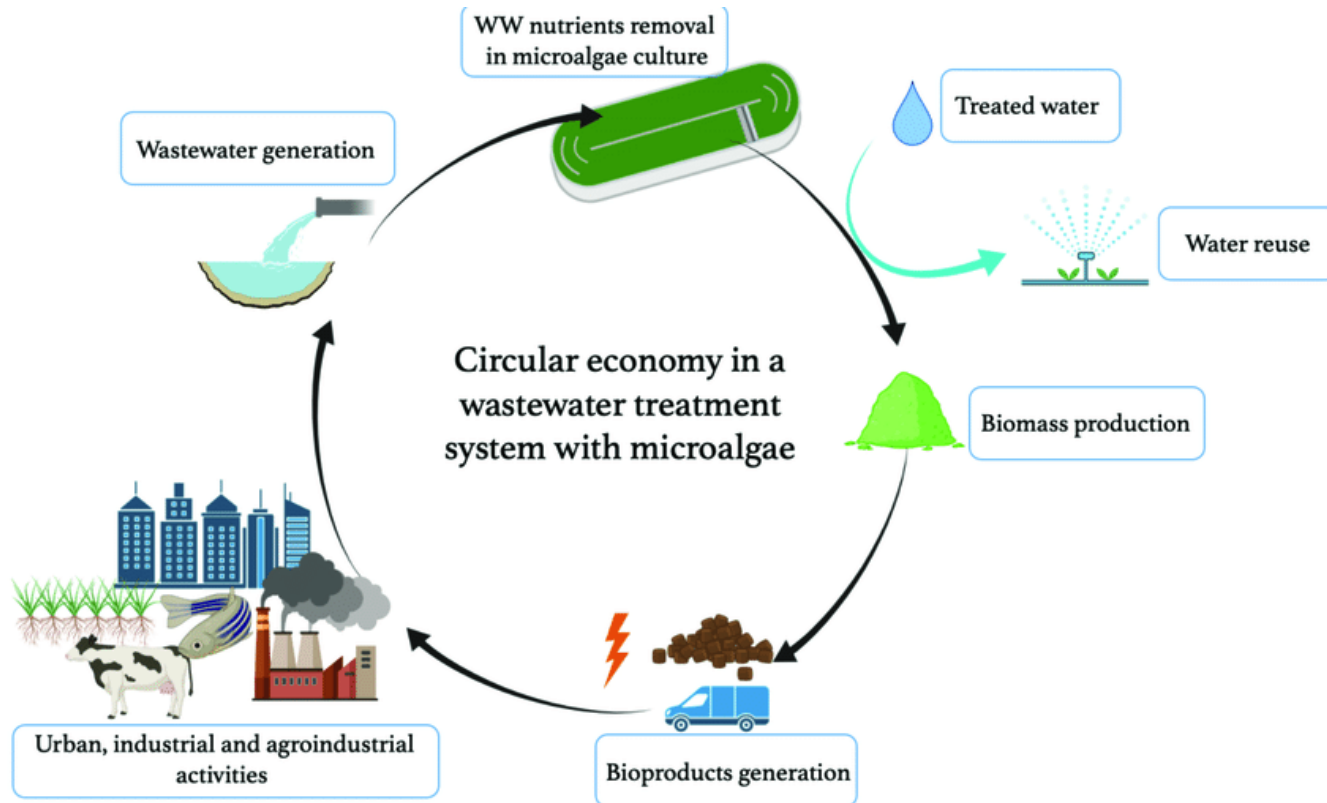 WW nutrients removal
in microalgae culture
Treated water
Wastewater generation
Water reuse
Circular economy in a
wastewater treatment
system with microalgae
Biomass production
Urban, industrial and agroindustrial
activities
Bioproducts generation